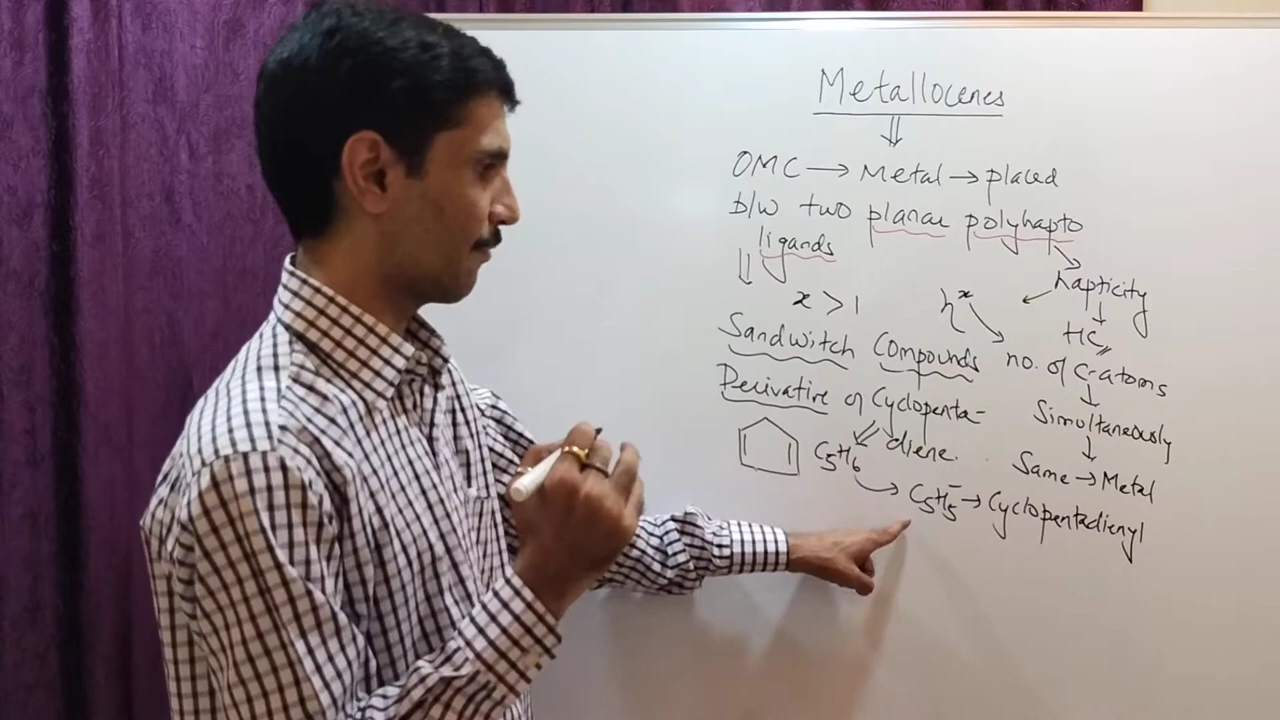 Metallocenes
⇓
OMC → Metal → placed
b/w two planar polyhapto
ligands
⇓
→ hapticity
x > 1
η^x
→ HC
Sandwitch Compounds
no. of C-atoms
Derivative of Cyclopenta-
diene.
Simultaneously
C5H6
Same → Metal
→ C5H5^- → Cyclopentadienyl